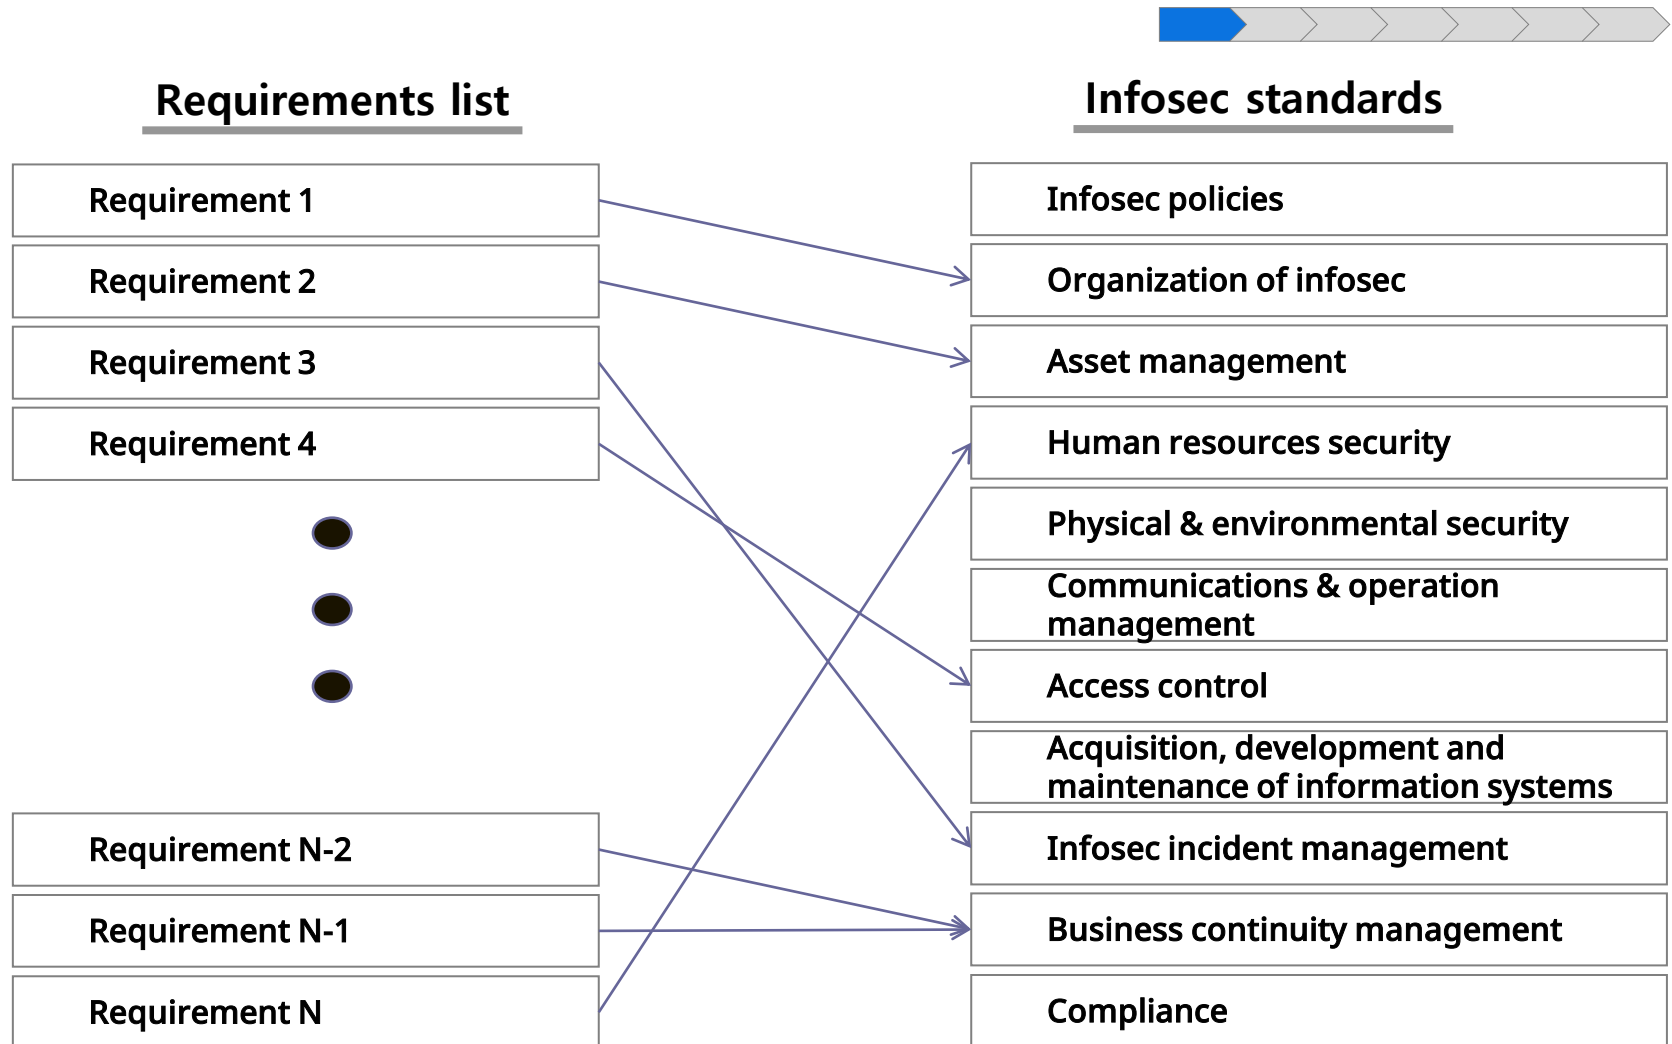 Requirements list
Requirement 1
Requirement 2
Requirement 3
Requirement 4
Requirement N-2
Requirement N-1
Requirement N
Infosec standards
Infosec policies
Organization of infosec
Asset management
Human resources security
Physical & environmental security
Communications & operation
management
Access control
Acquisition, development and
maintenance of information systems
Infosec incident management
Business continuity management
Compliance